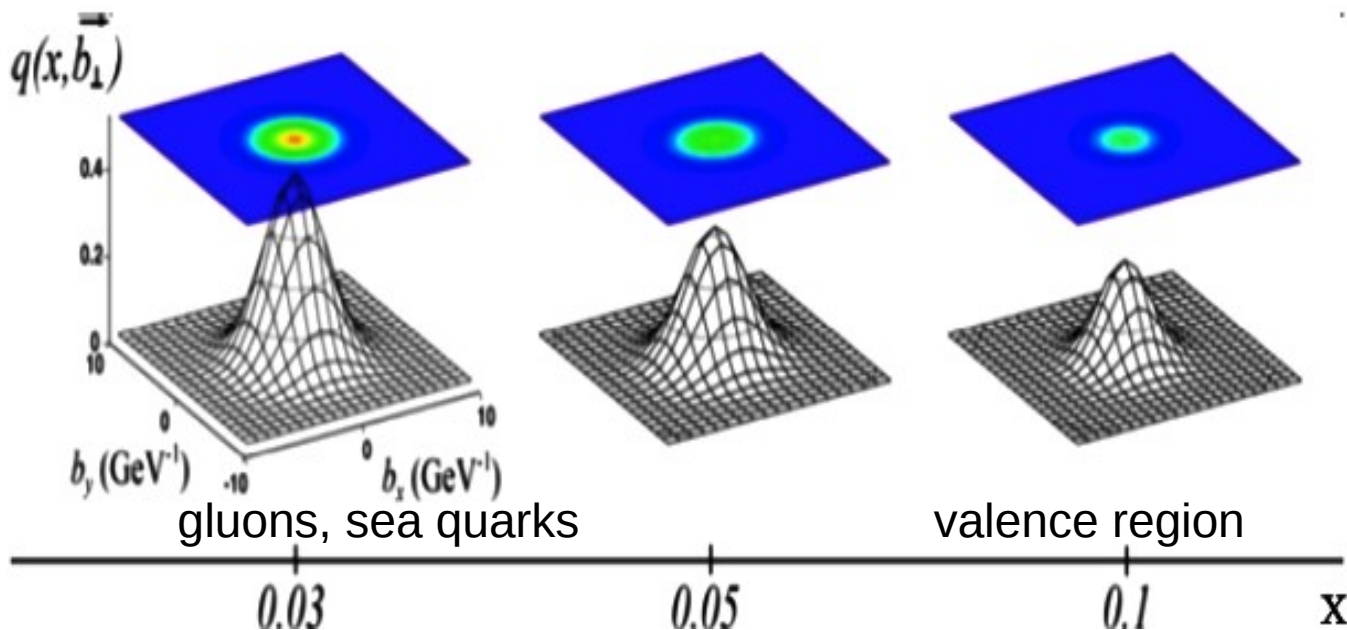 q(x,b⊥)
0.4
0.2
0
10
0
-10
0
10
b_y (GeV⁻¹)
b_x (GeV⁻¹)
gluons, sea quarks
valence region
0.03
0.05
0.1
x